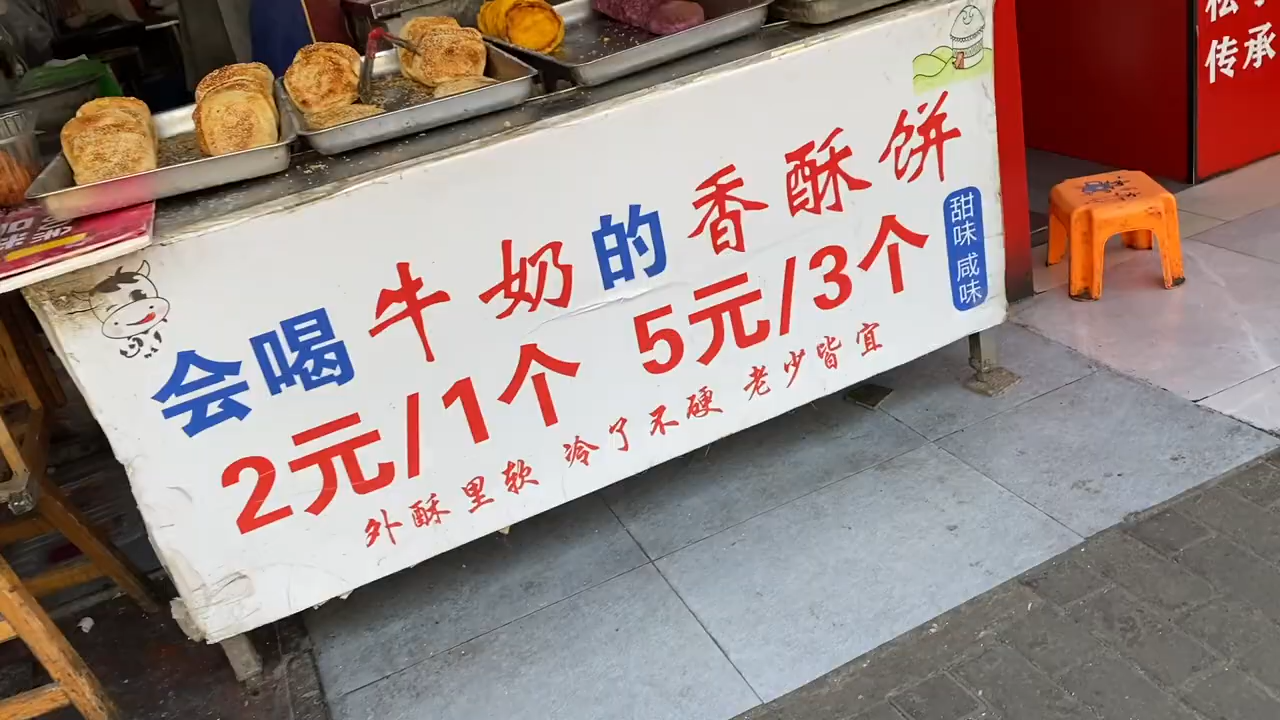 会喝牛奶的香酥饼
2元/1个 5元/3个
甜味 咸味
外酥里软 冷了不硬 老少皆宜
传承